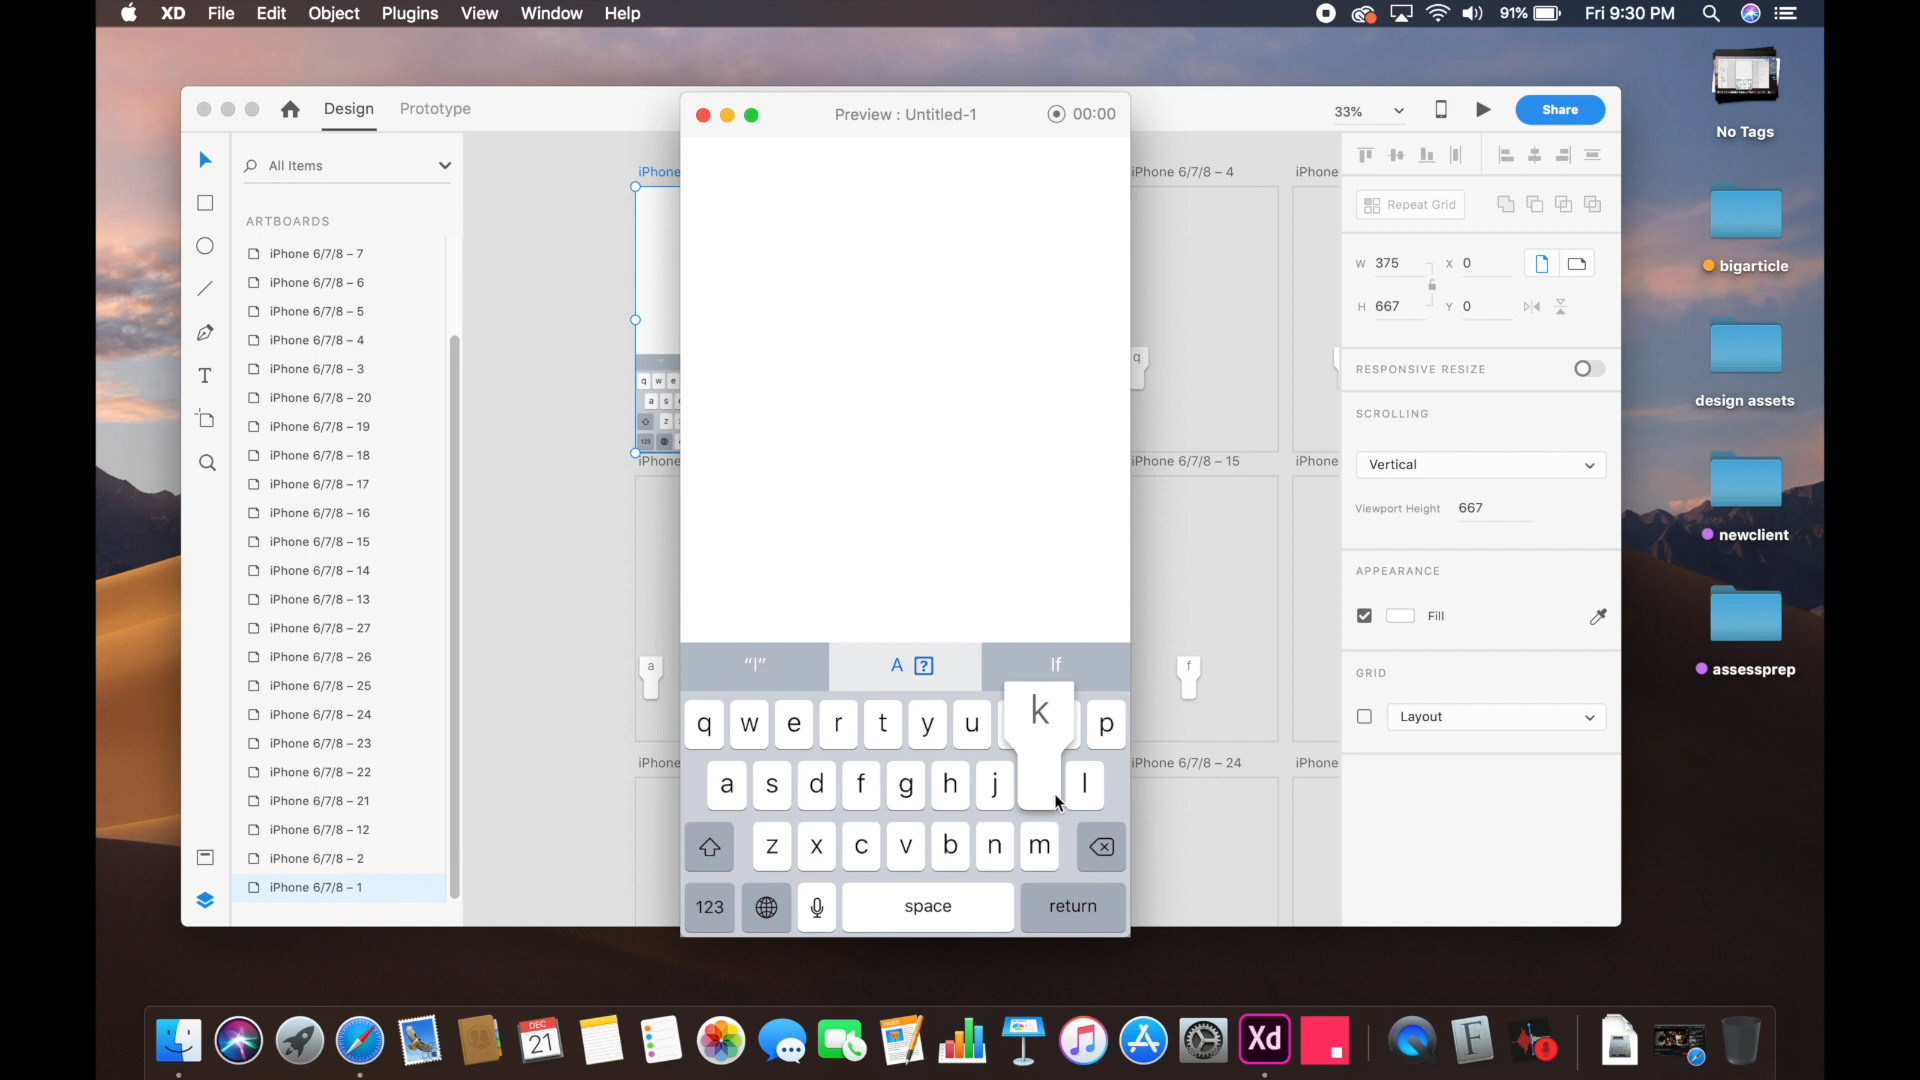 XD File Edit Object Plugins View Window Help
91% Fri 9:30 PM
Design Prototype
Preview : Untitled-1
00:00
33%
Share
All Items
ARTBOARDS
iPhone 6/7/8 – 7
iPhone 6/7/8 – 6
iPhone 6/7/8 – 5
iPhone 6/7/8 – 4
iPhone 6/7/8 – 3
iPhone 6/7/8 – 20
iPhone 6/7/8 – 19
iPhone 6/7/8 – 18
iPhone 6/7/8 – 17
iPhone 6/7/8 – 16
iPhone 6/7/8 – 15
iPhone 6/7/8 – 14
iPhone 6/7/8 – 13
iPhone 6/7/8 – 27
iPhone 6/7/8 – 26
iPhone 6/7/8 – 25
iPhone 6/7/8 – 24
iPhone 6/7/8 – 23
iPhone 6/7/8 – 22
iPhone 6/7/8 – 21
iPhone 6/7/8 – 12
iPhone 6/7/8 – 2
iPhone 6/7/8 – 1
iPhone
q w e
a s
z
123
iPhone
a
iPhone
“I” A ? If
k
q w e r t y u p
a s d f g h j l
z x c v b n m
123 space return
iPhone 6/7/8 – 4 iPhone
q
iPhone 6/7/8 – 15 iPhone
f
iPhone 6/7/8 – 24 iPhone
Repeat Grid
W 375 X 0
H 667 Y 0
RESPONSIVE RESIZE
SCROLLING
Vertical
Viewport Height 667
APPEARANCE
Fill
GRID
Layout
No Tags
bigarticle
design assets
newclient
assessprep
DEC
21
Xd
F